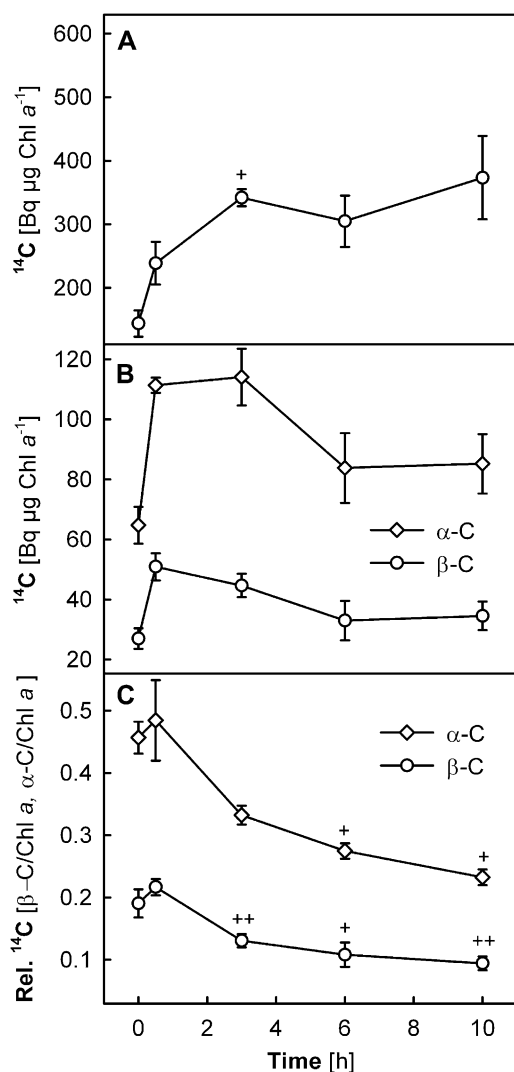 A
600
500
400
300
200
¹⁴C [Bq µg Chl a⁻¹]
+
B
120
100
80
60
40
20
¹⁴C [Bq µg Chl a⁻¹]
α-C
β-C
C
0.5
0.4
0.3
0.2
0.1
Rel. ¹⁴C [β–C/Chl a, α-C/Chl a ]
α-C
β-C
+
+
++
+
++
0 2 4 6 8 10
Time [h]